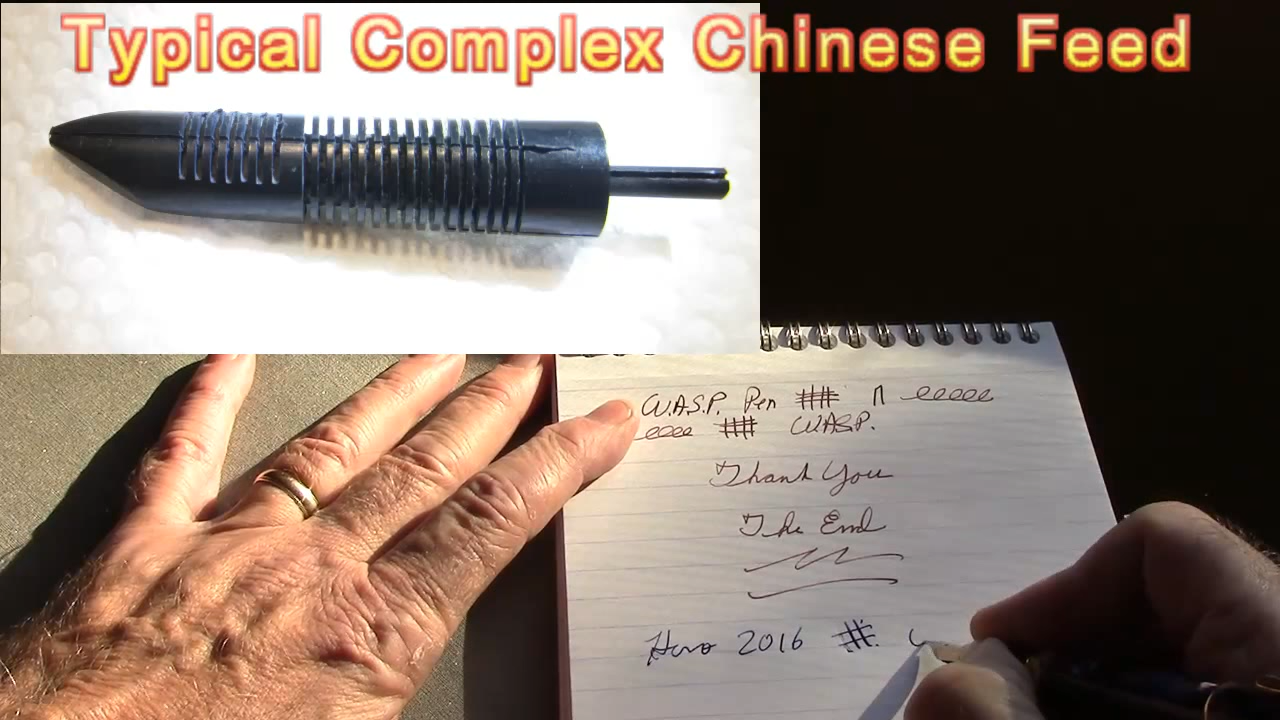 Typical Complex Chinese Feed
W.A.S.P. Pen ## n eeeee
eeee ## W.A.S.P.
Thank You
The End
Hero 2016 #